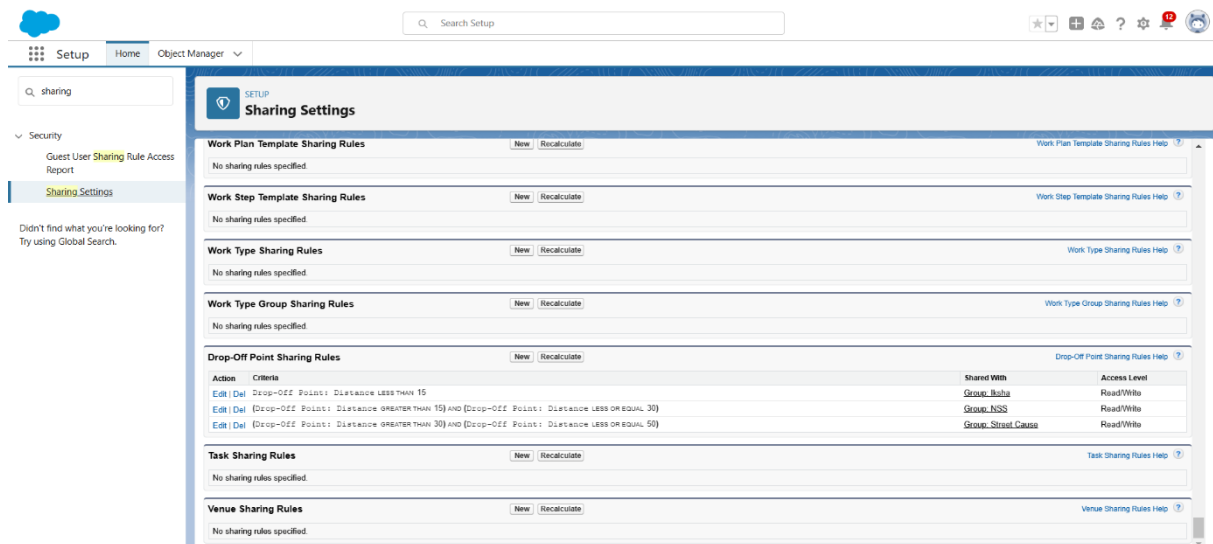 Search Setup
12
Setup
Home
Object Manager
sharing
Security
Guest User Sharing Rule Access
Report
Sharing Settings
Didn't find what you're looking for?
Try using Global Search.
SETUP
Sharing Settings
Work Plan Template Sharing Rules New Recalculate Work Plan Template Sharing Rules Help ?
No sharing rules specified.
Work Step Template Sharing Rules New Recalculate Work Step Template Sharing Rules Help ?
No sharing rules specified.
Work Type Sharing Rules New Recalculate Work Type Sharing Rules Help ?
No sharing rules specified.
Work Type Group Sharing Rules New Recalculate Work Type Group Sharing Rules Help ?
No sharing rules specified.
Drop-Off Point Sharing Rules New Recalculate Drop-Off Point Sharing Rules Help ?
Action Criteria Shared With Access Level
Edit | Del Drop-Off Point: Distance LESS THAN 15 Group: Iksha Read/Write
Edit | Del (Drop-Off Point: Distance GREATER THAN 15) AND (Drop-Off Point: Distance LESS OR EQUAL 30) Group: NSS Read/Write
Edit | Del (Drop-Off Point: Distance GREATER THAN 30) AND (Drop-Off Point: Distance LESS OR EQUAL 50) Group: Street Cause Read/Write
Task Sharing Rules New Recalculate Task Sharing Rules Help ?
No sharing rules specified.
Venue Sharing Rules New Recalculate Venue Sharing Rules Help ?
No sharing rules specified.